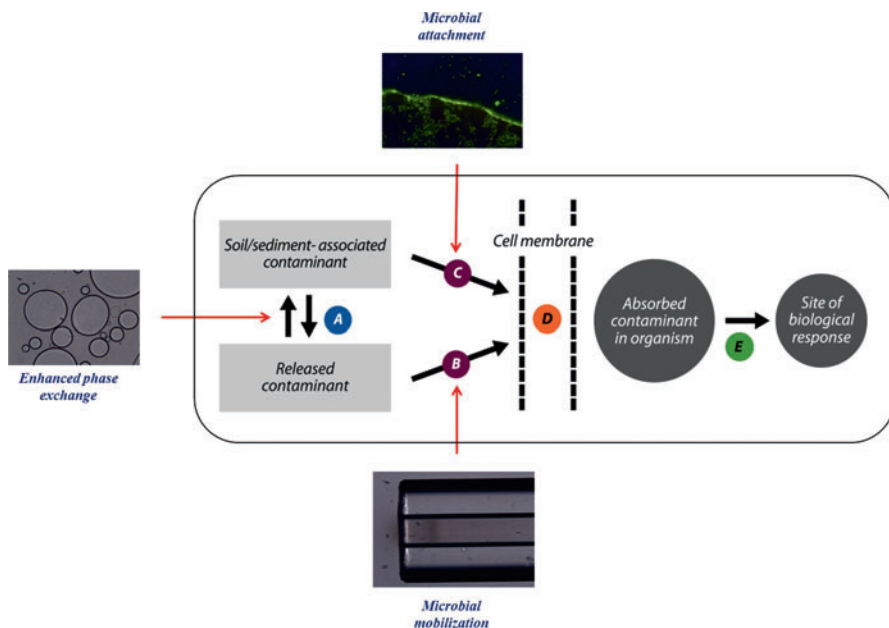 Microbial
attachment
Soil/sediment- associated
contaminant
Cell membrane
C
A
D
Absorbed
contaminant
in organism
Site of
biological
response
E
Released
contaminant
B
Enhanced phase
exchange
Microbial
mobilization